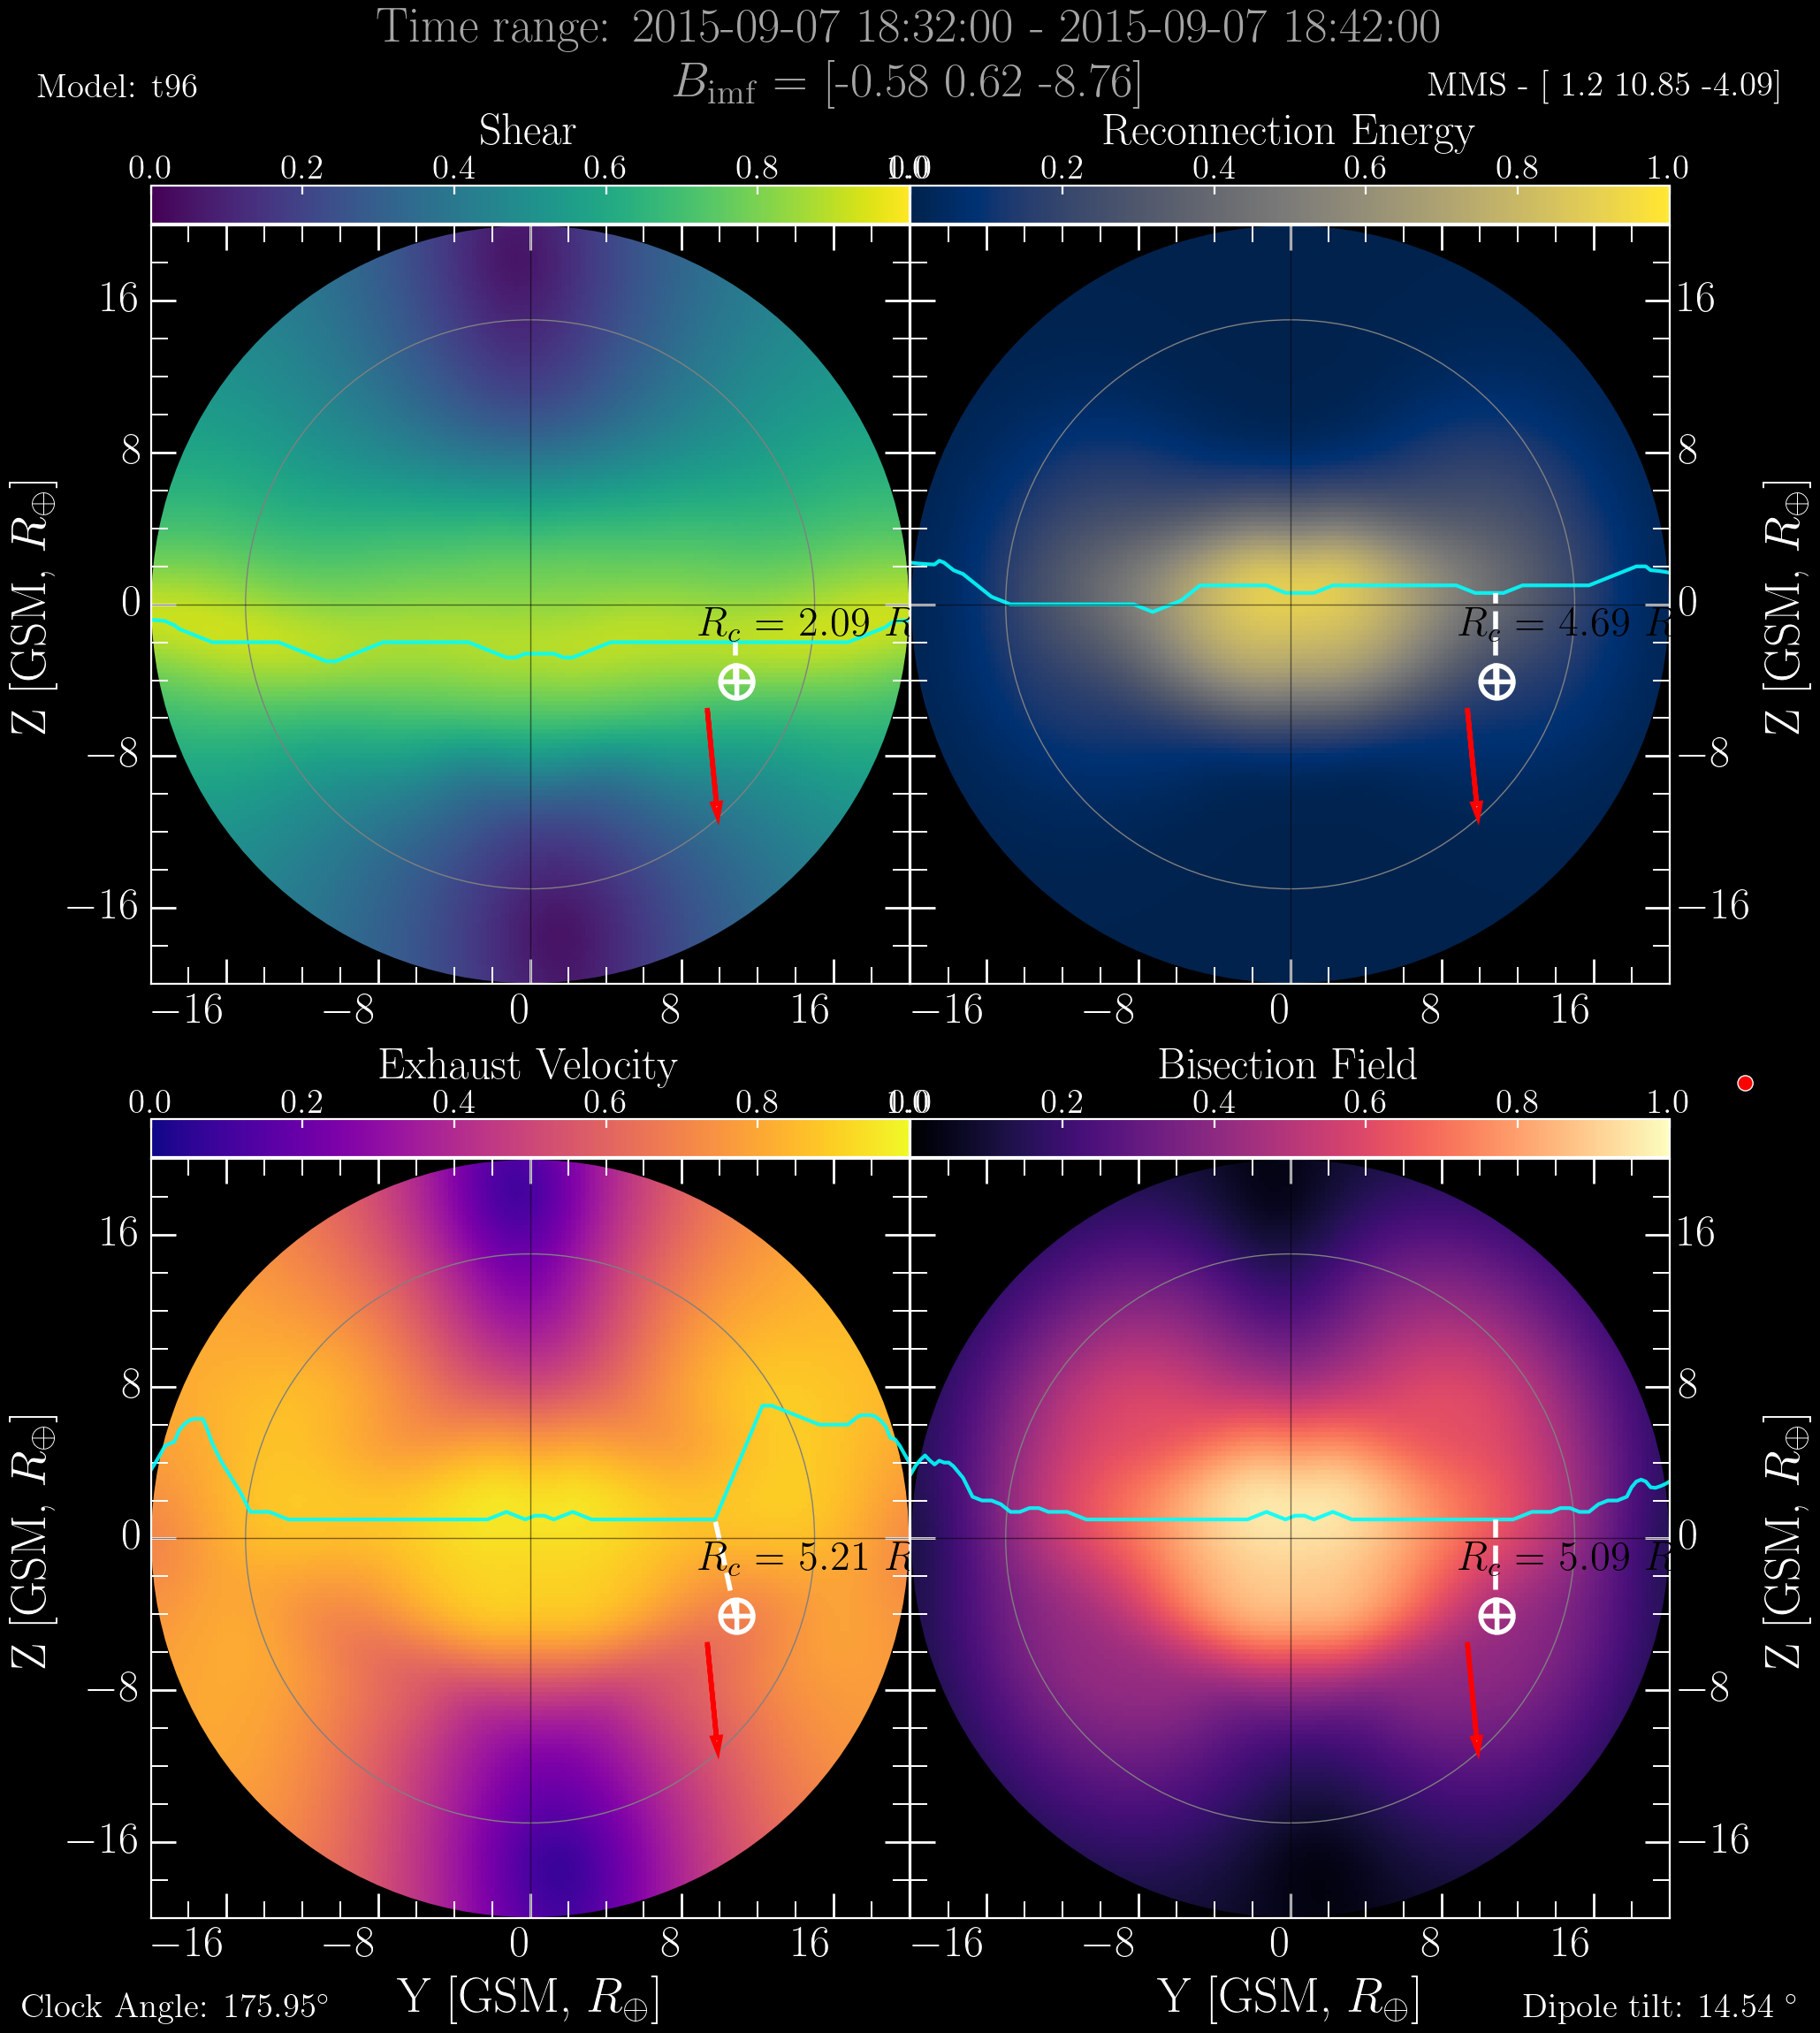 Time range: 2015-09-07 18:32:00 - 2015-09-07 18:42:00
Model: t96
B_imf = [-0.58 0.62 -8.76]
MMS - [ 1.2 10.85 -4.09]
Shear
Reconnection Energy
0.0 0.2 0.4 0.6 0.8 1.0
0.0 0.2 0.4 0.6 0.8 1.0
16
8
0
−8
−16
Z [GSM, R⊕]
R_c = 2.09 R
−16 −8 0 8 16
R_c = 4.69 R
16
8
0
−8
−16
Z [GSM, R⊕]
−16 −8 0 8 16
Exhaust Velocity
Bisection Field
0.0 0.2 0.4 0.6 0.8 1.0
0.0 0.2 0.4 0.6 0.8 1.0
16
8
0
−8
−16
Z [GSM, R⊕]
R_c = 5.21 R
−16 −8 0 8 16
Y [GSM, R⊕]
R_c = 5.09 R
16
8
0
−8
−16
Z [GSM, R⊕]
−16 −8 0 8 16
Y [GSM, R⊕]
Clock Angle: 175.95°
Dipole tilt: 14.54 °